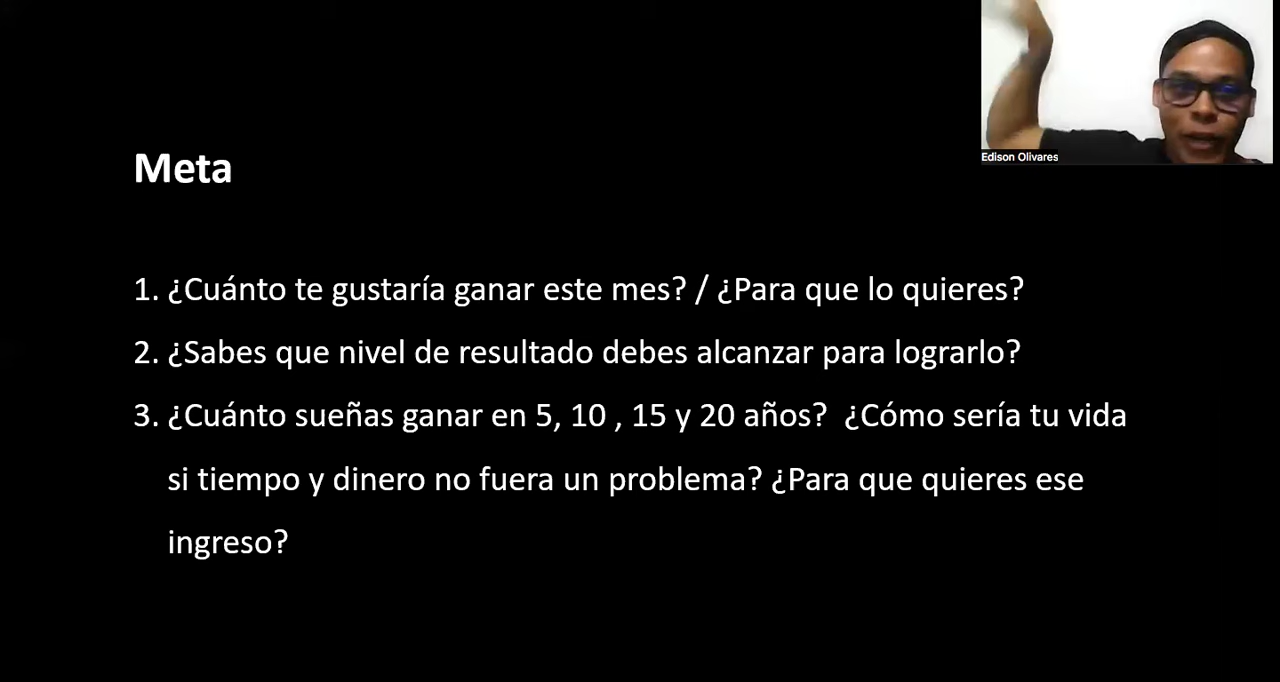 Edison Olivares
Meta
1. ¿Cuánto te gustaría ganar este mes? / ¿Para que lo quieres?
2. ¿Sabes que nivel de resultado debes alcanzar para lograrlo?
3. ¿Cuánto sueñas ganar en 5, 10 , 15 y 20 años?  ¿Cómo sería tu vida
si tiempo y dinero no fuera un problema? ¿Para que quieres ese
ingreso?